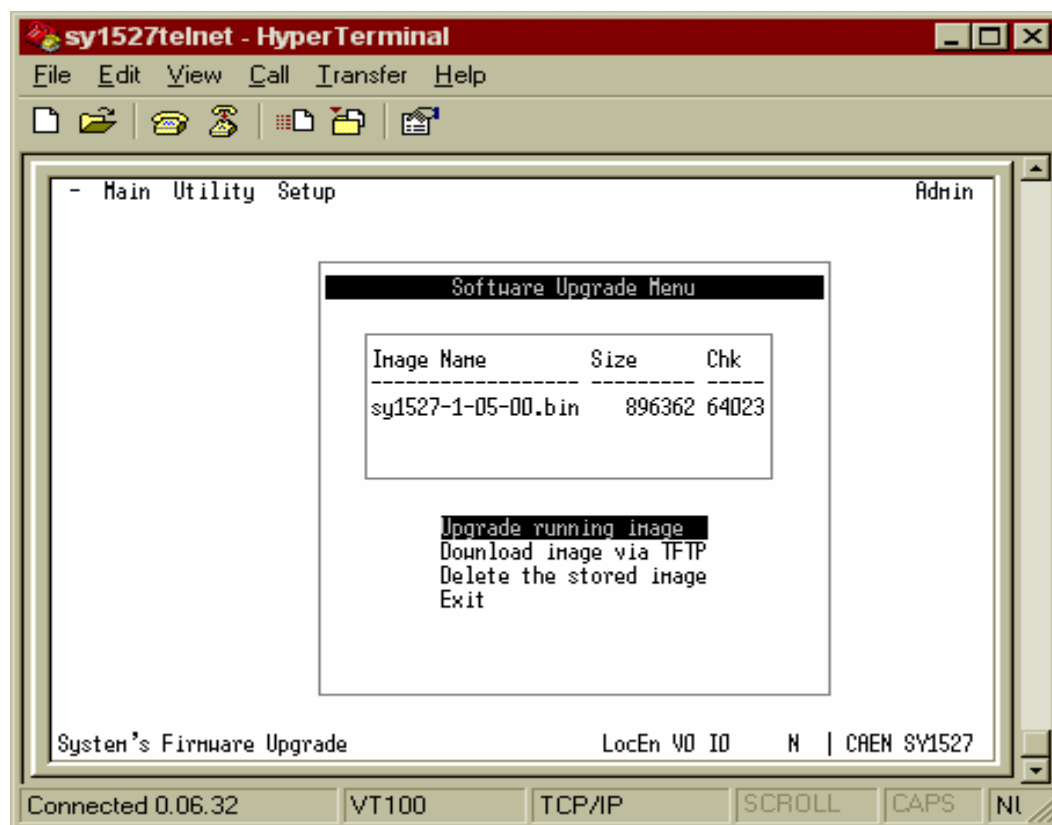 sy1527telnet - HyperTerminal
File Edit View Call Transfer Help
- Main Utility Setup Admin
Software Upgrade Menu
Image Name Size Chk
------------------ --------- -----
sy1527-1-05-00.bin 896362 64023
Upgrade running image
Download image via TFTP
Delete the stored image
Exit
System's Firmware Upgrade LocEn V0 I0 N | CAEN SY1527
Connected 0.06.32 VT100 TCP/IP SCROLL CAPS